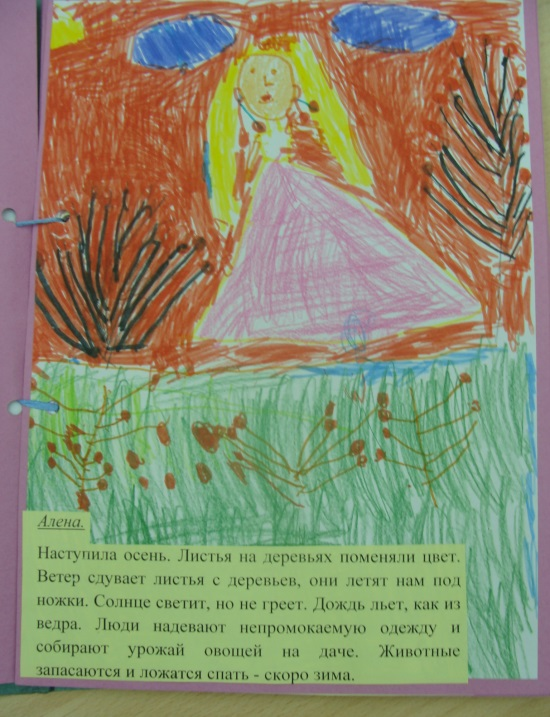 Алена.
Наступила осень. Листья на деревьях поменяли цвет.
Ветер сдувает листья с деревьев, они летят нам под
ножки. Солнце светит, но не греет. Дождь льет, как из
ведра. Люди надевают непромокаемую одежду и
собирают урожай овощей на даче. Животные
запасаются и ложатся спать - скоро зима.